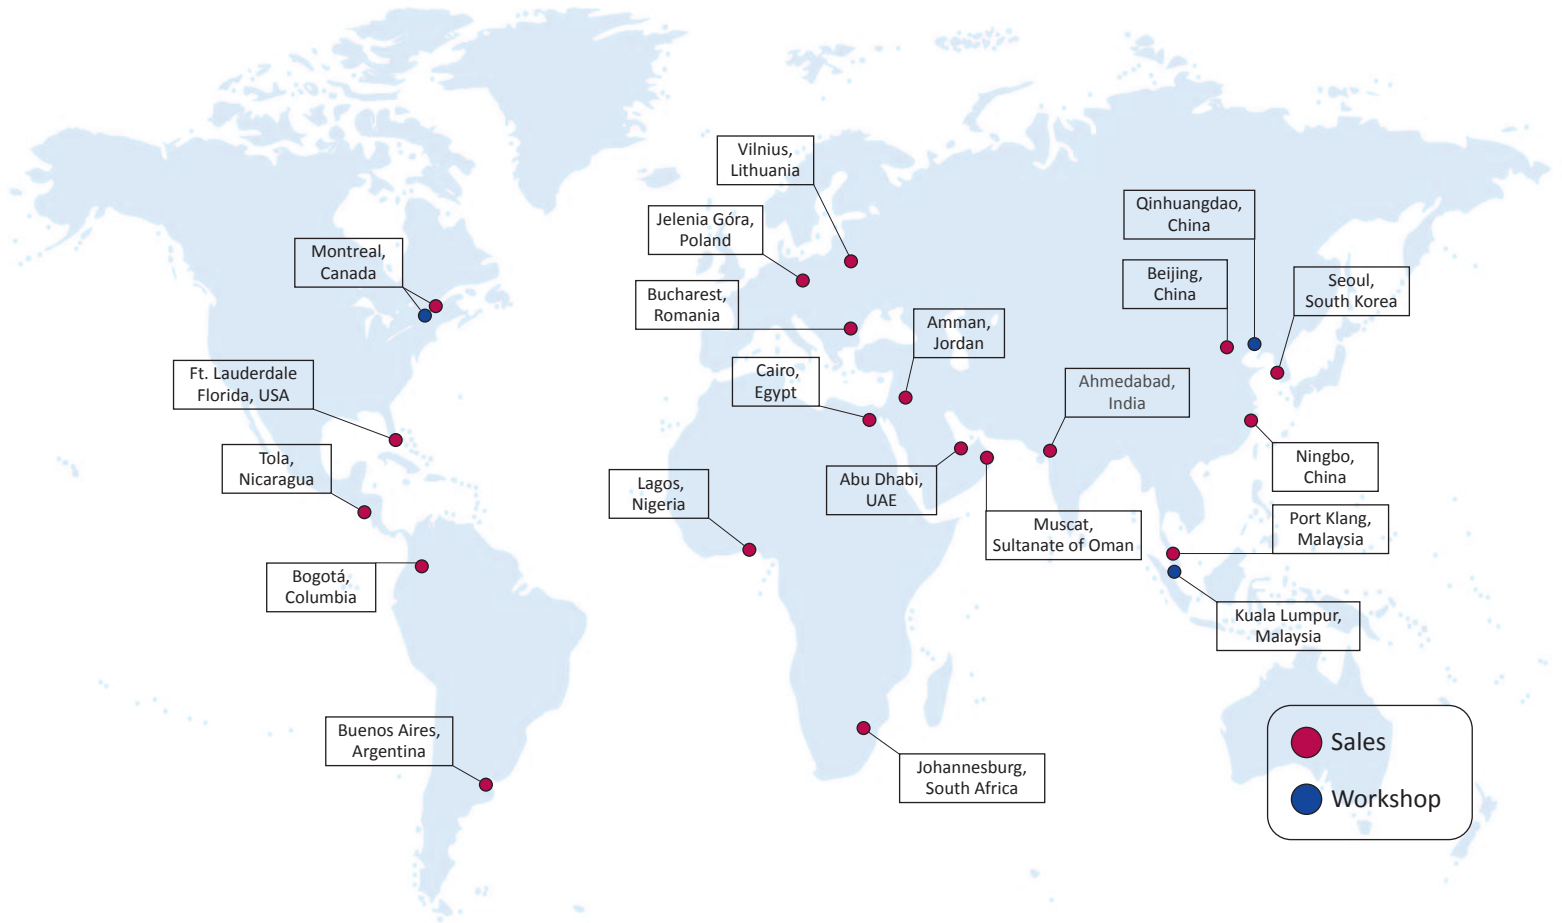 Vilnius,
Lithuania
Jelenia Góra,
Poland
Qinhuangdao,
China
Montreal,
Canada
Bucharest,
Romania
Amman,
Jordan
Beijing,
China
Seoul,
South Korea
Ft. Lauderdale
Florida, USA
Cairo,
Egypt
Ahmedabad,
India
Tola,
Nicaragua
Lagos,
Nigeria
Abu Dhabi,
UAE
Ningbo,
China
Muscat,
Sultanate of Oman
Port Klang,
Malaysia
Bogotá,
Columbia
Kuala Lumpur,
Malaysia
Buenos Aires,
Argentina
Johannesburg,
South Africa
Sales
Workshop